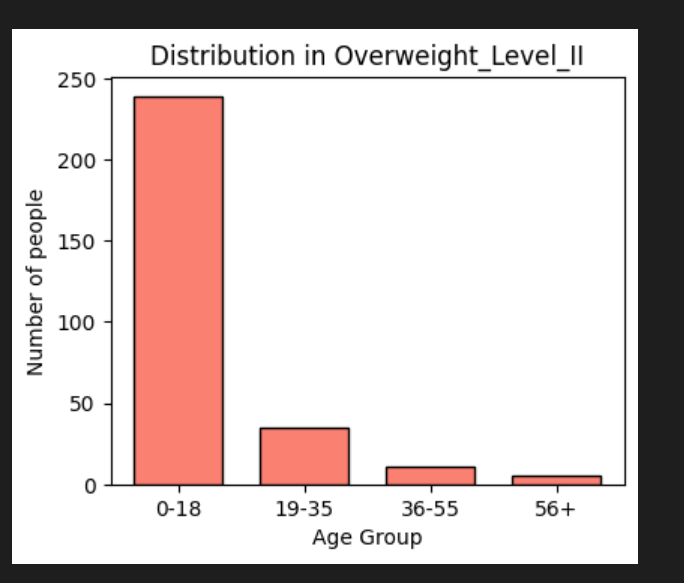 Distribution in Overweight_Level_II
250
200
150
100
50
0
Number of people
0-18 19-35 36-55 56+
Age Group